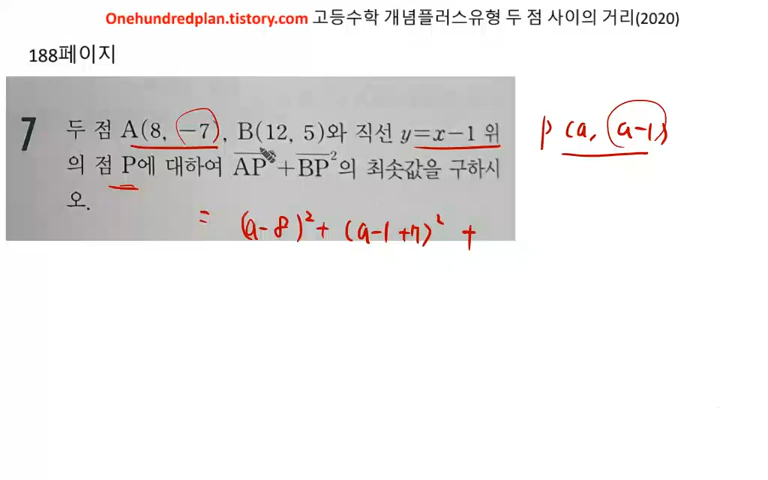 Onehundredplan.tistory.com 고등수학 개념플러스유형 두 점 사이의 거리(2020)
188페이지
7 두 점 A(8, -7), B(12, 5)와 직선 y=x-1 위
의 점 P에 대하여 AP²+BP²의 최솟값을 구하시
오.
P(a, a-1)
= (a-8)²+(a-1+7)²+